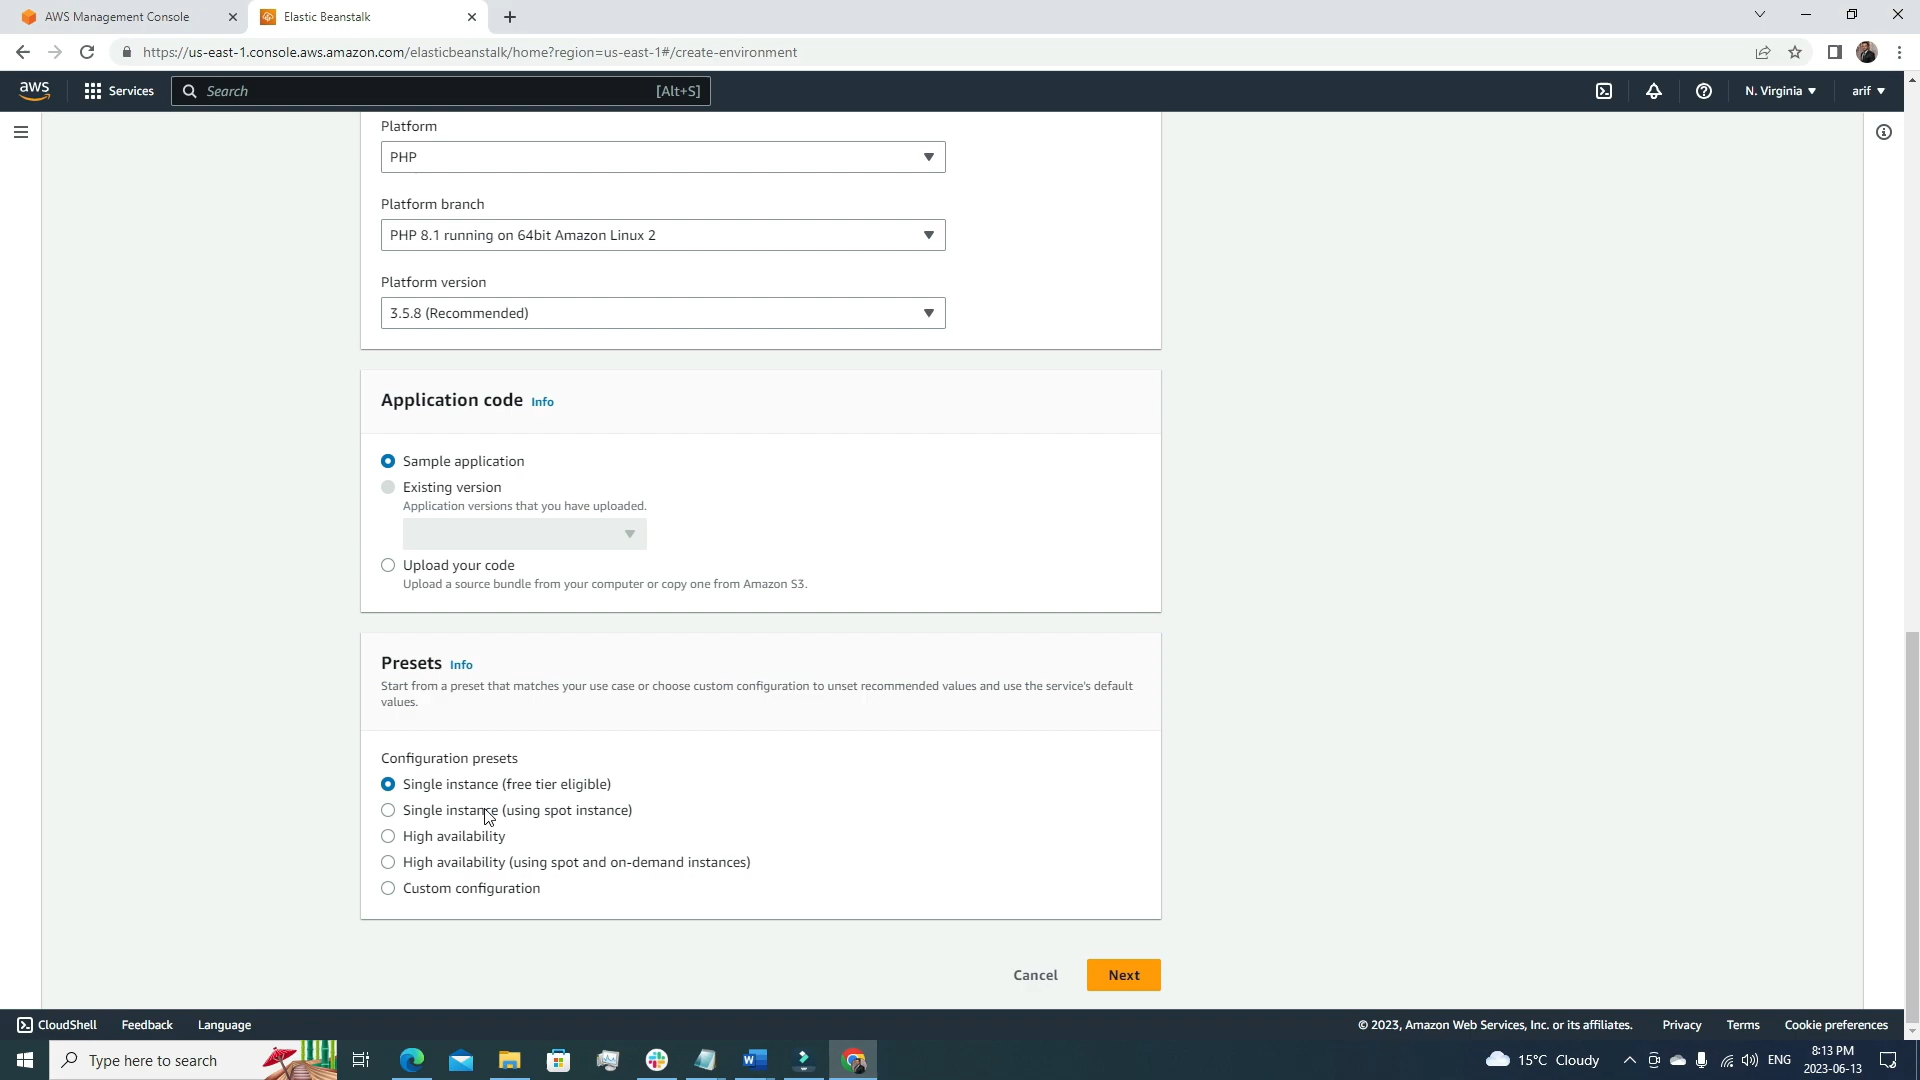 AWS Management Console
Elastic Beanstalk
https://us-east-1.console.aws.amazon.com/elasticbeanstalk/home?region=us-east-1#/create-environment
aws
Services
Search
[Alt+S]
N. Virginia
arif
Platform
PHP
Platform branch
PHP 8.1 running on 64bit Amazon Linux 2
Platform version
3.5.8 (Recommended)
Application code Info
Sample application
Existing version
Application versions that you have uploaded.
Upload your code
Upload a source bundle from your computer or copy one from Amazon S3.
Presets Info
Start from a preset that matches your use case or choose custom configuration to unset recommended values and use the service's default
values.
Configuration presets
Single instance (free tier eligible)
Single instance (using spot instance)
High availability
High availability (using spot and on-demand instances)
Custom configuration
Cancel
Next
CloudShell
Feedback
Language
© 2023, Amazon Web Services, Inc. or its affiliates.
Privacy
Terms
Cookie preferences
Type here to search
15°C Cloudy
ENG
8:13 PM
2023-06-13